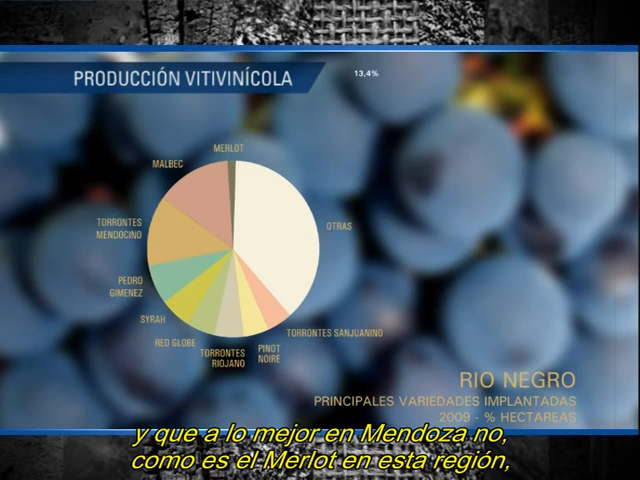 PRODUCCIÓN VITIVINÍCOLA
13,4%
MERLOT
MALBEC
OTRAS
TORRONTES
MENDOCINO
PEDRO
GIMENEZ
SYRAH
RED GLOBE
TORRONTES
RIOJANO
PINOT
NOIRE
TORRONTES SANJUANINO
RIO NEGRO
PRINCIPALES VARIEDADES IMPLANTADAS
2009 - % HECTAREAS
y que a lo mejor en Mendoza no,
como es el Merlot en esta región,